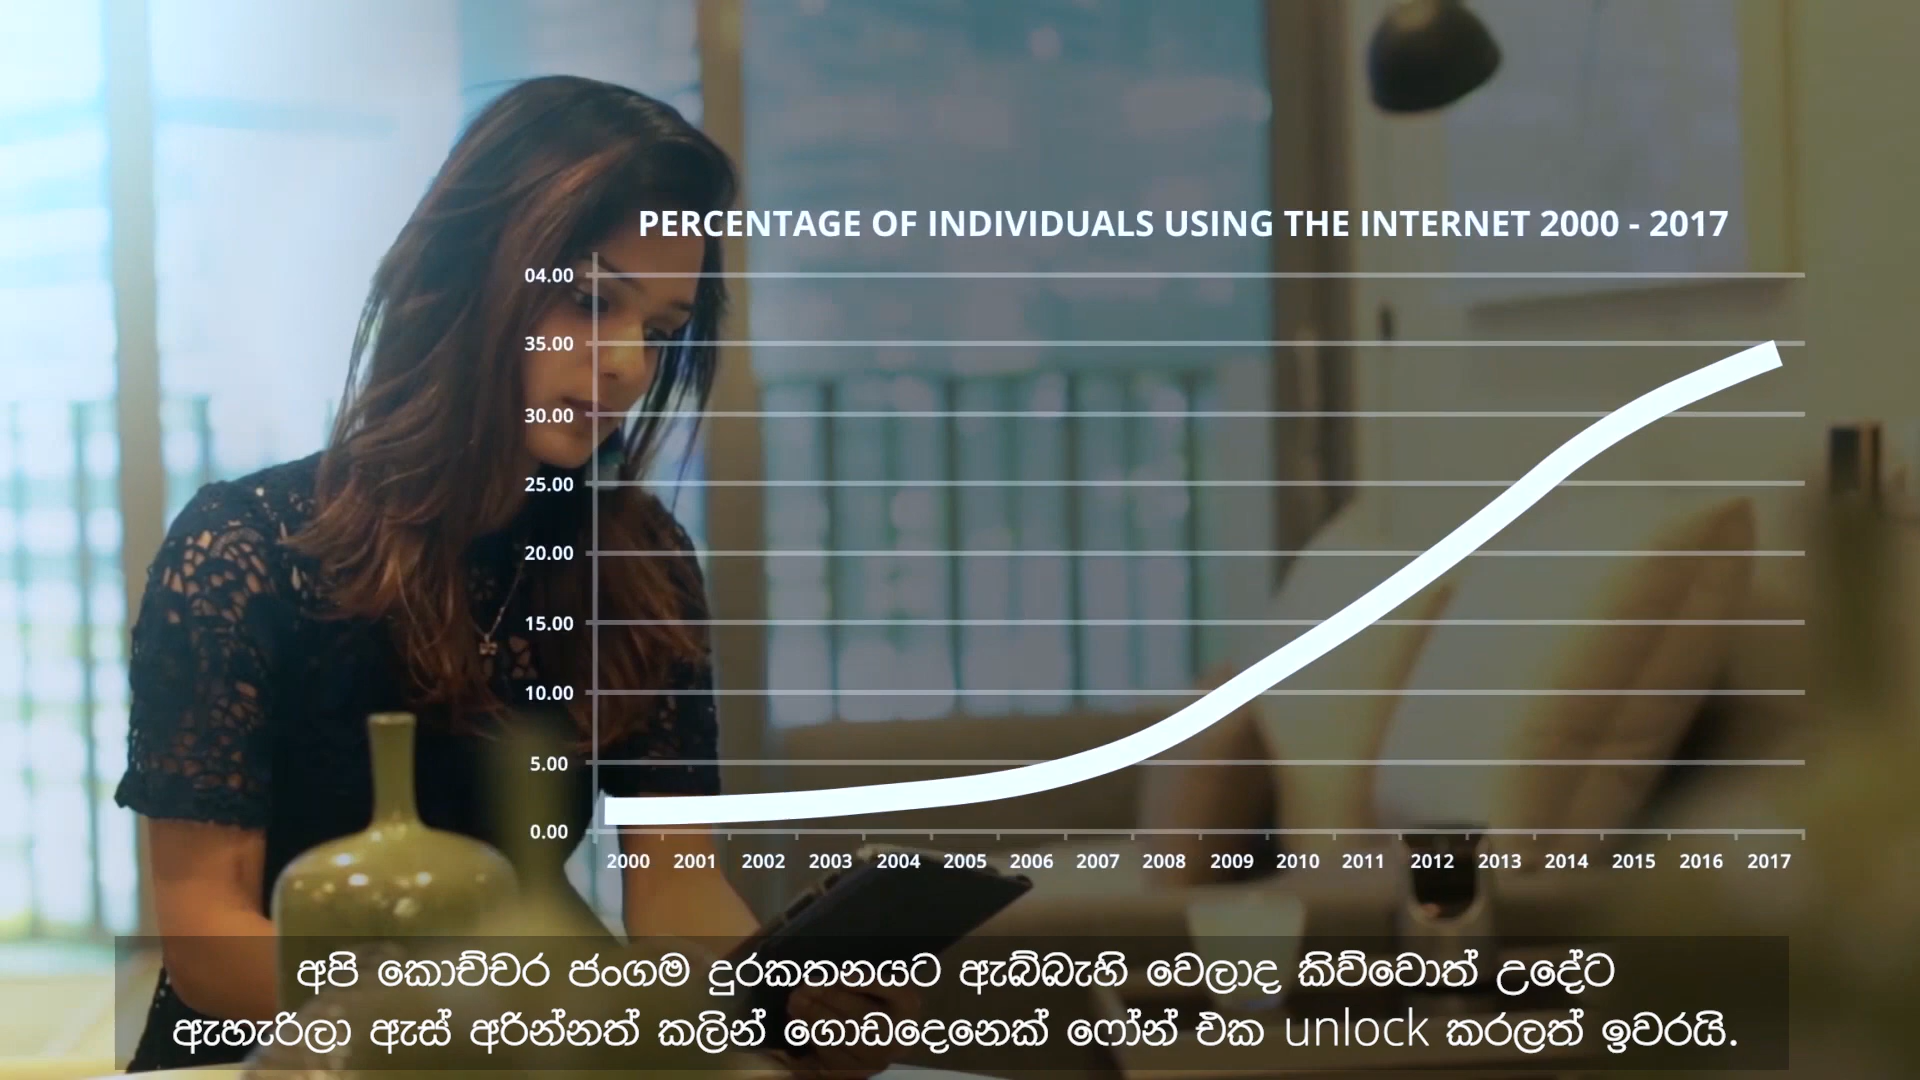 PERCENTAGE OF INDIVIDUALS USING THE INTERNET 2000 - 2017
04.00
35.00
30.00
25.00
20.00
15.00
10.00
5.00
0.00
2000 2001 2002 2003 2004 2005 2006 2007 2008 2009 2010 2011 2012 2013 2014 2015 2016 2017
අපි කොච්චර ජංගම දුරකතනයට ඇබ්බැහි වෙලාද කිව්වොත් උදේට
ඇහැරිලා ඇස් අරින්නත් කලින් ගොඩදෙනෙක් ෆෝන් එක unlock කරලත් ඉවරයි.